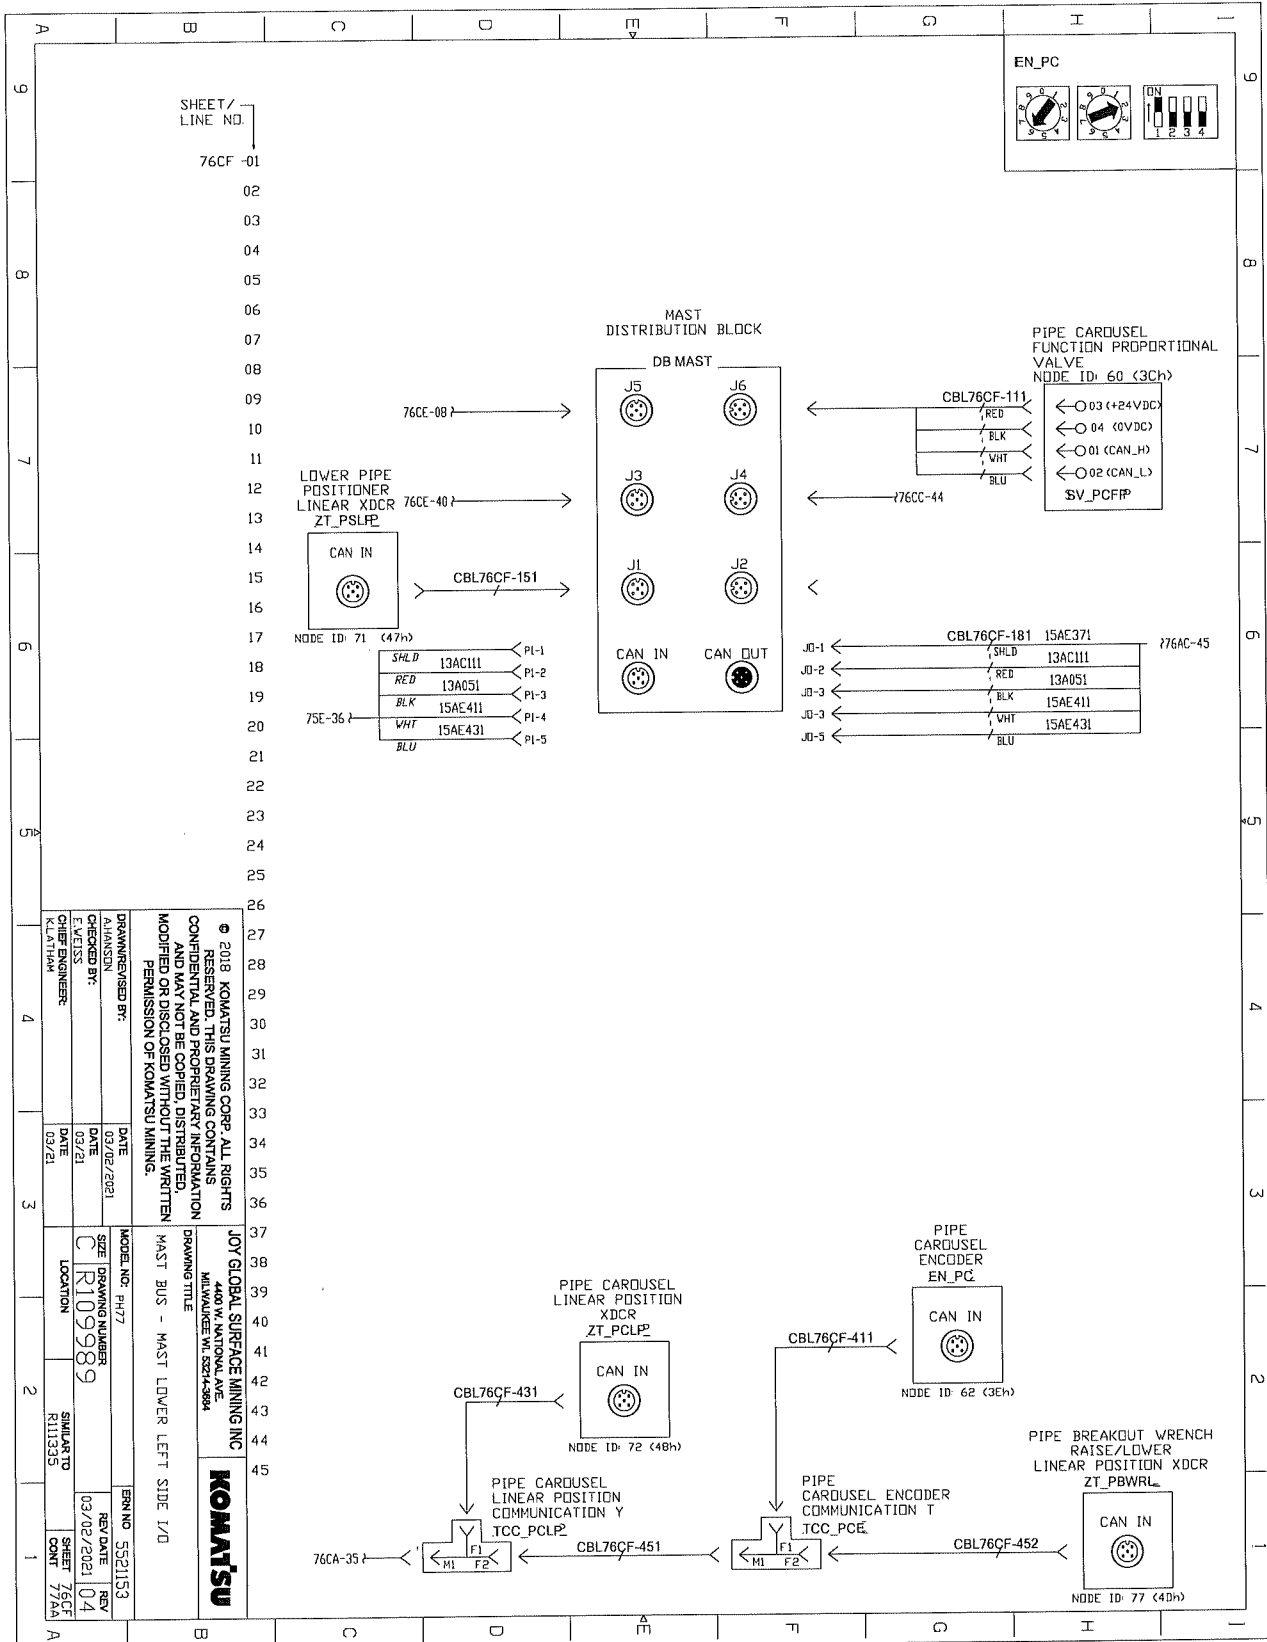 A B C D E F G H I
9
EN_PC
ON
1 2 3 4
SHEET/
LINE NO.
76CF -01
02
03
04
05
06
07
08
09
10
11
12
13
14
15
16
17
18
19
20
21
22
23
24
25
26
27
28
29
30
31
32
33
34
35
36
37
38
39
40
41
42
43
44
45
MAST
DISTRIBUTION BLOCK
DB MAST
J5 J6
J3 J4
J1 J2
CAN IN CAN OUT
76CE-08
76CE-40
LOWER PIPE
POSITIONER
LINEAR XDCR
ZT_PSLPP
CAN IN
NODE ID: 71 (47h)
CBL76CF-151
SHLD
P1-1
13AC111
RED
P1-2
13A051
BLK
P1-3
15AE411
WHT
P1-4
15AE431
BLU
P1-5
75E-36
PIPE CAROUSEL
FUNCTION PROPORTIONAL
VALVE
NODE ID: 60 (3Ch)
CBL76CF-111
RED
03 (+24VDC)
BLK
04 (0VDC)
WHT
01 (CAN_H)
BLU
02 (CAN_L)
SV_PCFPP
76CC-44
CBL76CF-181 15AE371
76AC-45
J0-1
SHLD
13AC111
J0-2
RED
13A051
J0-3
BLK
15AE411
J0-3
WHT
15AE431
J0-5
BLU
PIPE
CAROUSEL
ENCODER
EN_PC
CAN IN
NODE ID: 62 (3Eh)
CBL76CF-411
PIPE CAROUSEL
LINEAR POSITION
XDCR
ZT_PCLPP
CAN IN
NODE ID: 72 (48h)
CBL76CF-431
PIPE BREAKOUT WRENCH
RAISE/LOWER
LINEAR POSITION XDCR
ZT_PBWRL
CAN IN
NODE ID: 77 (4Dh)
PIPE CAROUSEL
LINEAR POSITION
COMMUNICATION Y
TCC_PCLP
M1 F1 F2
76CA-35
CBL76CF-451
PIPE
CAROUSEL ENCODER
COMMUNICATION T
TCC_PCE
M1 F1 F2
CBL76CF-452
© 2018 KOMATSU MINING CORP. ALL RIGHTS
RESERVED. THIS DRAWING CONTAINS
CONFIDENTIAL AND PROPRIETARY INFORMATION
AND MAY NOT BE COPIED, DISTRIBUTED,
MODIFIED OR DISCLOSED WITHOUT THE WRITTEN
PERMISSION OF KOMATSU MINING.
DRAWN/REVISED BY:
A.HANSON
DATE
03/02/2021
CHECKED BY:
E.WEISS
DATE
03/21
CHIEF ENGINEER:
K.LATHAM
DATE
03/21
JOY GLOBAL SURFACE MINING INC
4400 W. NATIONAL AVE.
MILWAUKEE WI. 53214-3684
KOMATSU
DRAWING TITLE
MAST BUS - MAST LOWER LEFT SIDE I/O
MODEL NO: PH77
ERN NO 5521153
SIZE
C
DRAWING NUMBER
R109989
REV DATE
03/02/2021
REV
04
LOCATION
SIMILAR TO
R111335
SHEET 76CF
CONT 77AA
9 8 7 6 5 4 3 2 1
A B C D E F G H I